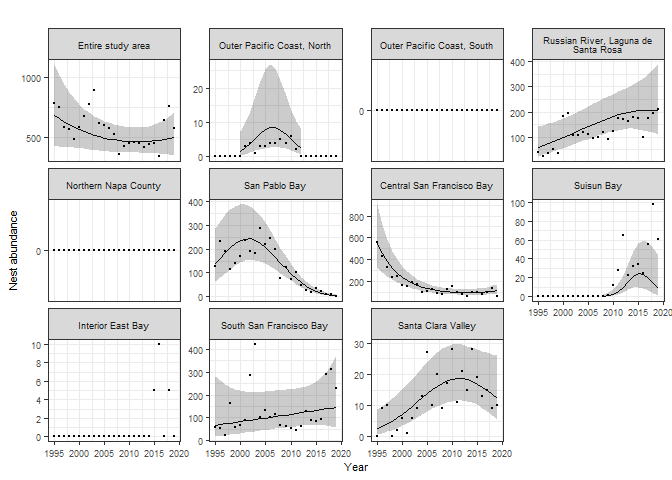 Entire study area
Outer Pacific Coast, North
Outer Pacific Coast, South
Russian River, Laguna de
Santa Rosa
1000
500
20
10
0
0
400
300
200
100
Northern Napa County
San Pablo Bay
Central San Francisco Bay
Suisun Bay
0
400
300
200
100
0
800
600
400
200
100
80
60
40
20
0
1995 2000 2005 2010 2015 2020
Interior East Bay
South San Francisco Bay
Santa Clara Valley
10
8
6
4
2
0
400
300
200
100
0
30
20
10
0
1995 2000 2005 2010 2015 2020
1995 2000 2005 2010 2015 2020
1995 2000 2005 2010 2015 2020
Nest abundance
Year